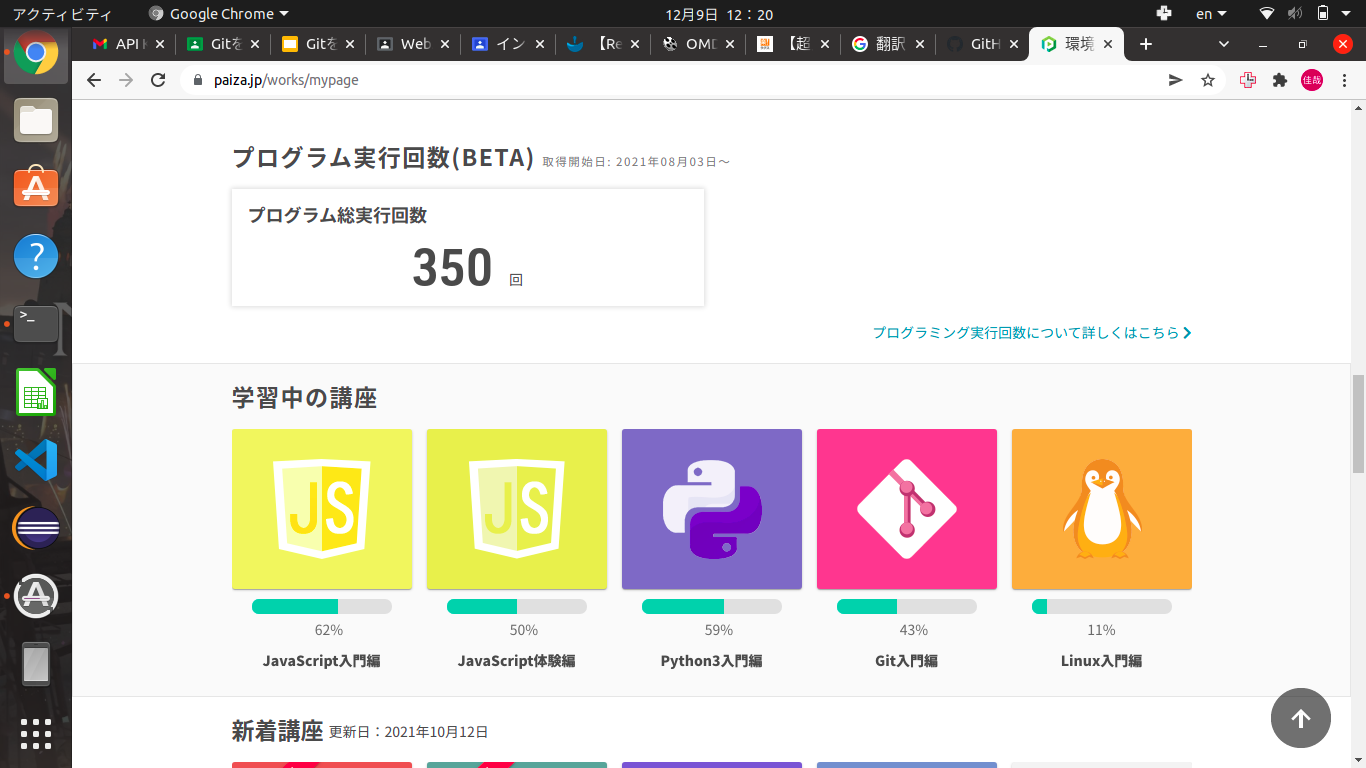 アクティビティ Google Chrome 12月9日 12：20 en
API Gitを Gitを Web イン 【Re OMD 【超 翻訳 GitH 環境
paiza.jp/works/mypage 佳哉
プログラム実行回数(BETA) 取得開始日: 2021年08月03日～
プログラム総実行回数
350 回
プログラミング実行回数について詳しくはこちら
学習中の講座
JS JS
62% 50% 59% 43% 11%
JavaScript入門編 JavaScript体験編 Python3入門編 Git入門編 Linux入門編
新着講座 更新日：2021年10月12日